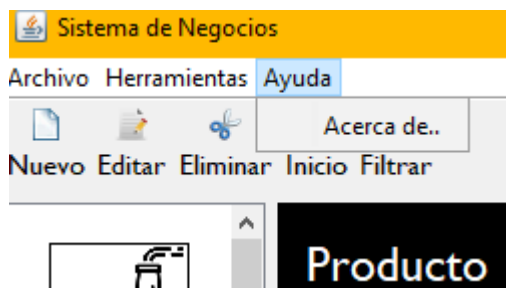 Sistema de Negocios
Archivo Herramientas Ayuda
Acerca de..
Nuevo Editar Eliminar Inicio Filtrar
Producto